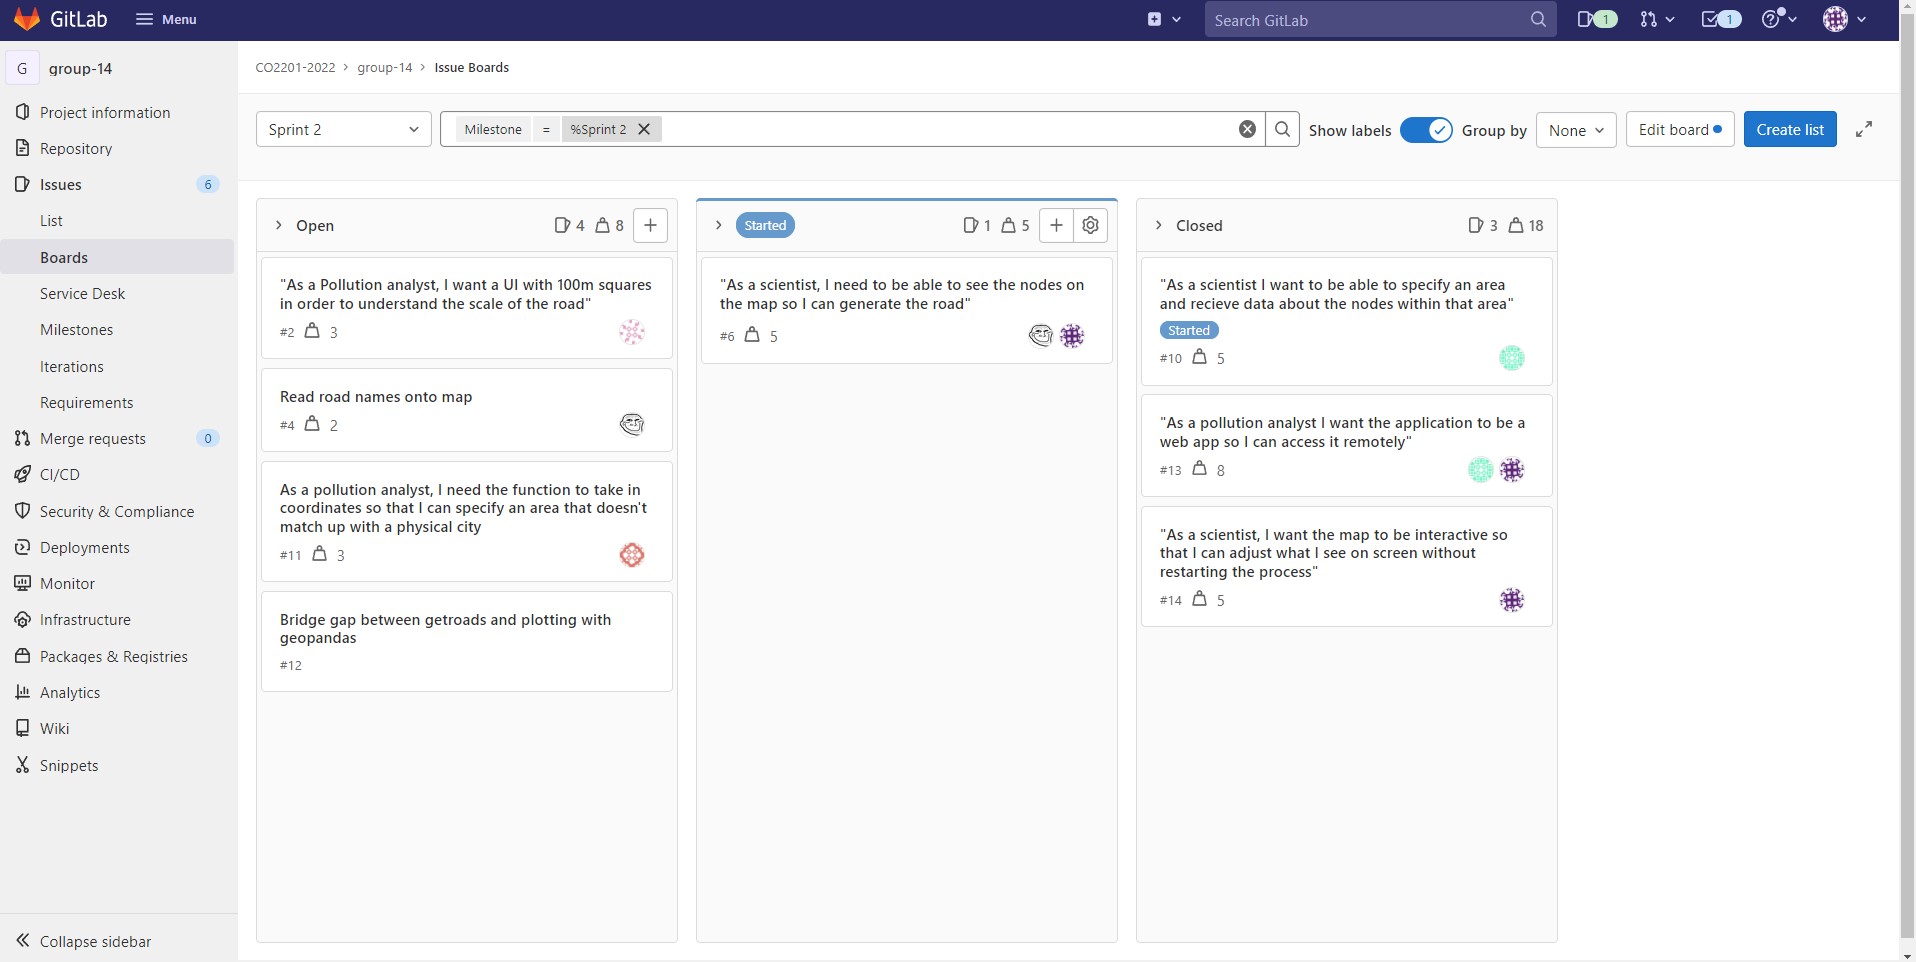 GitLab
Menu
Search GitLab
1
1
G
group-14
Project information
Repository
Issues 6
List
Boards
Service Desk
Milestones
Iterations
Requirements
Merge requests 0
CI/CD
Security & Compliance
Deployments
Monitor
Infrastructure
Packages & Registries
Analytics
Wiki
Snippets
Collapse sidebar
CO2201-2022 › group-14 › Issue Boards
Sprint 2
Milestone = %Sprint 2
Show labels
Group by
None
Edit board
Create list
Open 4 8
"As a Pollution analyst, I want a UI with 100m squares
in order to understand the scale of the road"
#2 3
Read road names onto map
#4 2
As a pollution analyst, I need the function to take in
coordinates so that I can specify an area that doesn't
match up with a physical city
#11 3
Bridge gap between getroads and plotting with
geopandas
#12
Started 1 5
"As a scientist, I need to be able to see the nodes on
the map so I can generate the road"
#6 5
Closed 3 18
"As a scientist I want to be able to specify an area
and recieve data about the nodes within that area"
Started
#10 5
"As a pollution analyst I want the application to be a
web app so I can access it remotely"
#13 8
"As a scientist, I want the map to be interactive so
that I can adjust what I see on screen without
restarting the process"
#14 5